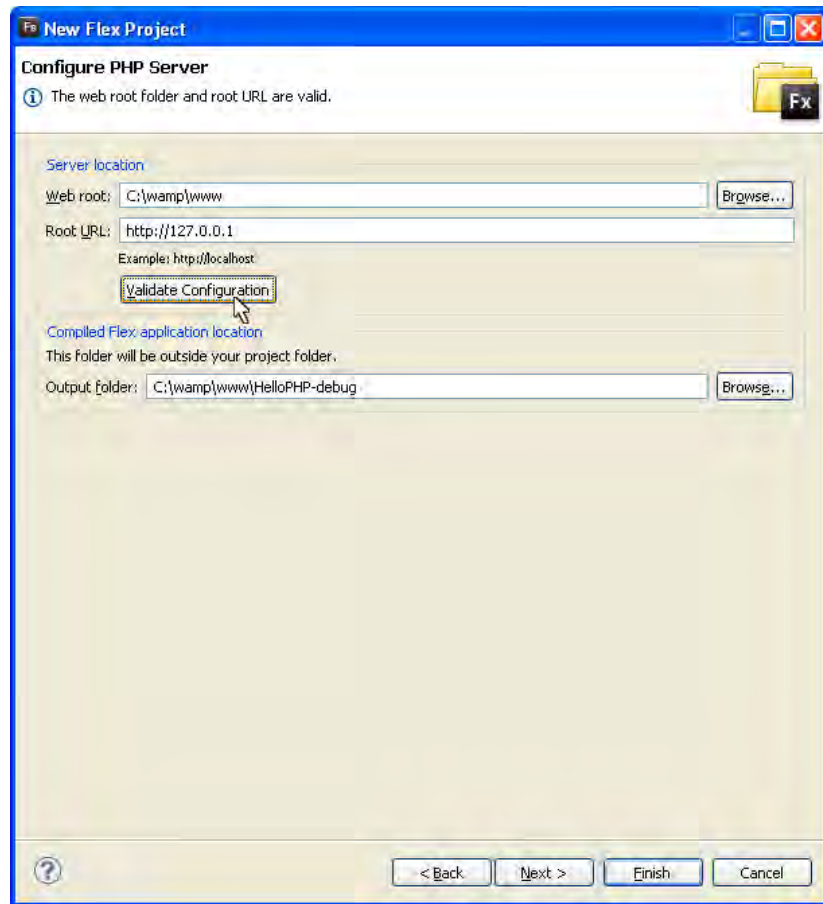 Fs New Flex Project
Configure PHP Server
The web root folder and root URL are valid.
Fx
Server location
Web root: C:\wamp\www Browse...
Root URL: http://127.0.0.1
Example: http://localhost
Validate Configuration
Compiled Flex application location
This folder will be outside your project folder.
Output folder: C:\wamp\www\HelloPHP-debug Browse...
? < Back Next > Finish Cancel